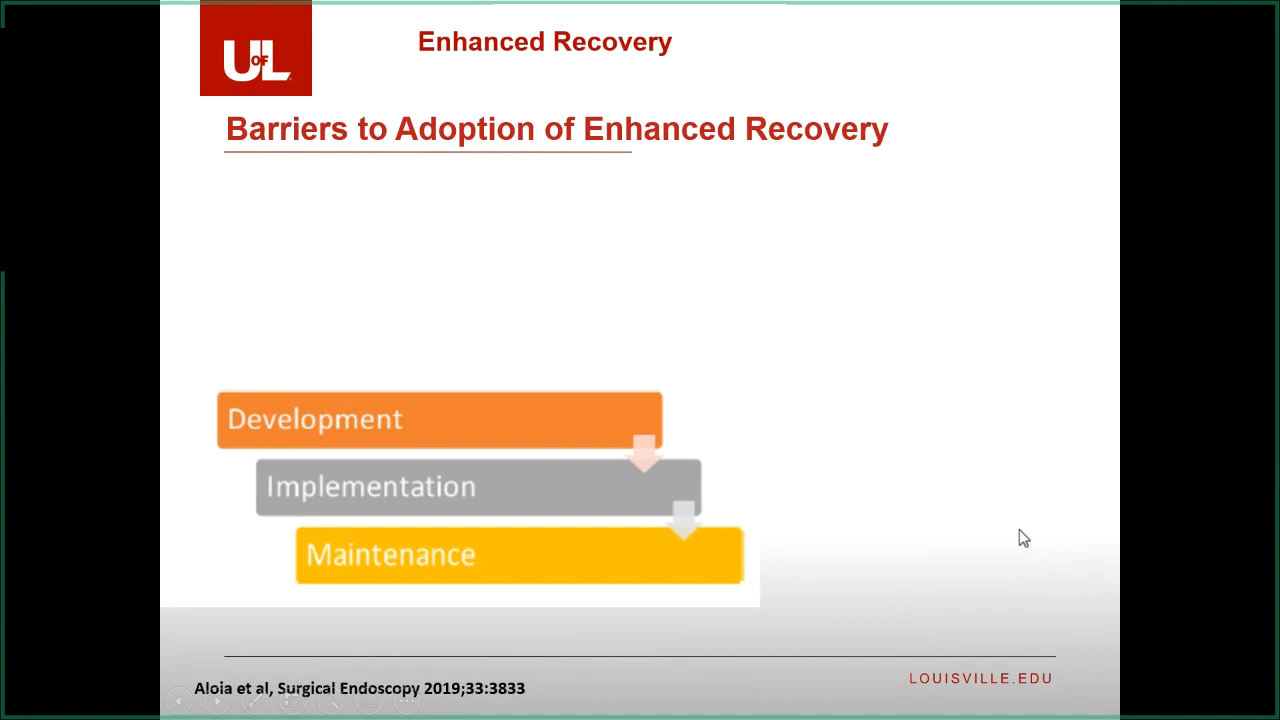 UofL
Enhanced Recovery
Barriers to Adoption of Enhanced Recovery
Development
Implementation
Maintenance
Aloia et al, Surgical Endoscopy 2019;33:3833
LOUISVILLE.EDU